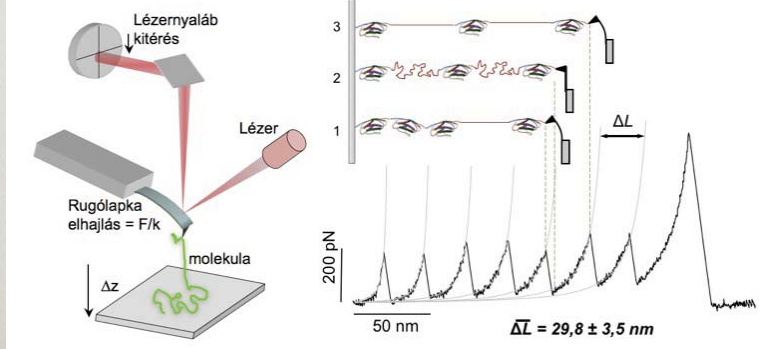 Lézernyaláb
kitérés
Lézer
Rugólapka
elhajlás = F/k
molekula
Δz
3
2
1
ΔL
200 pN
50 nm
ΔL̅ = 29,8 ± 3,5 nm